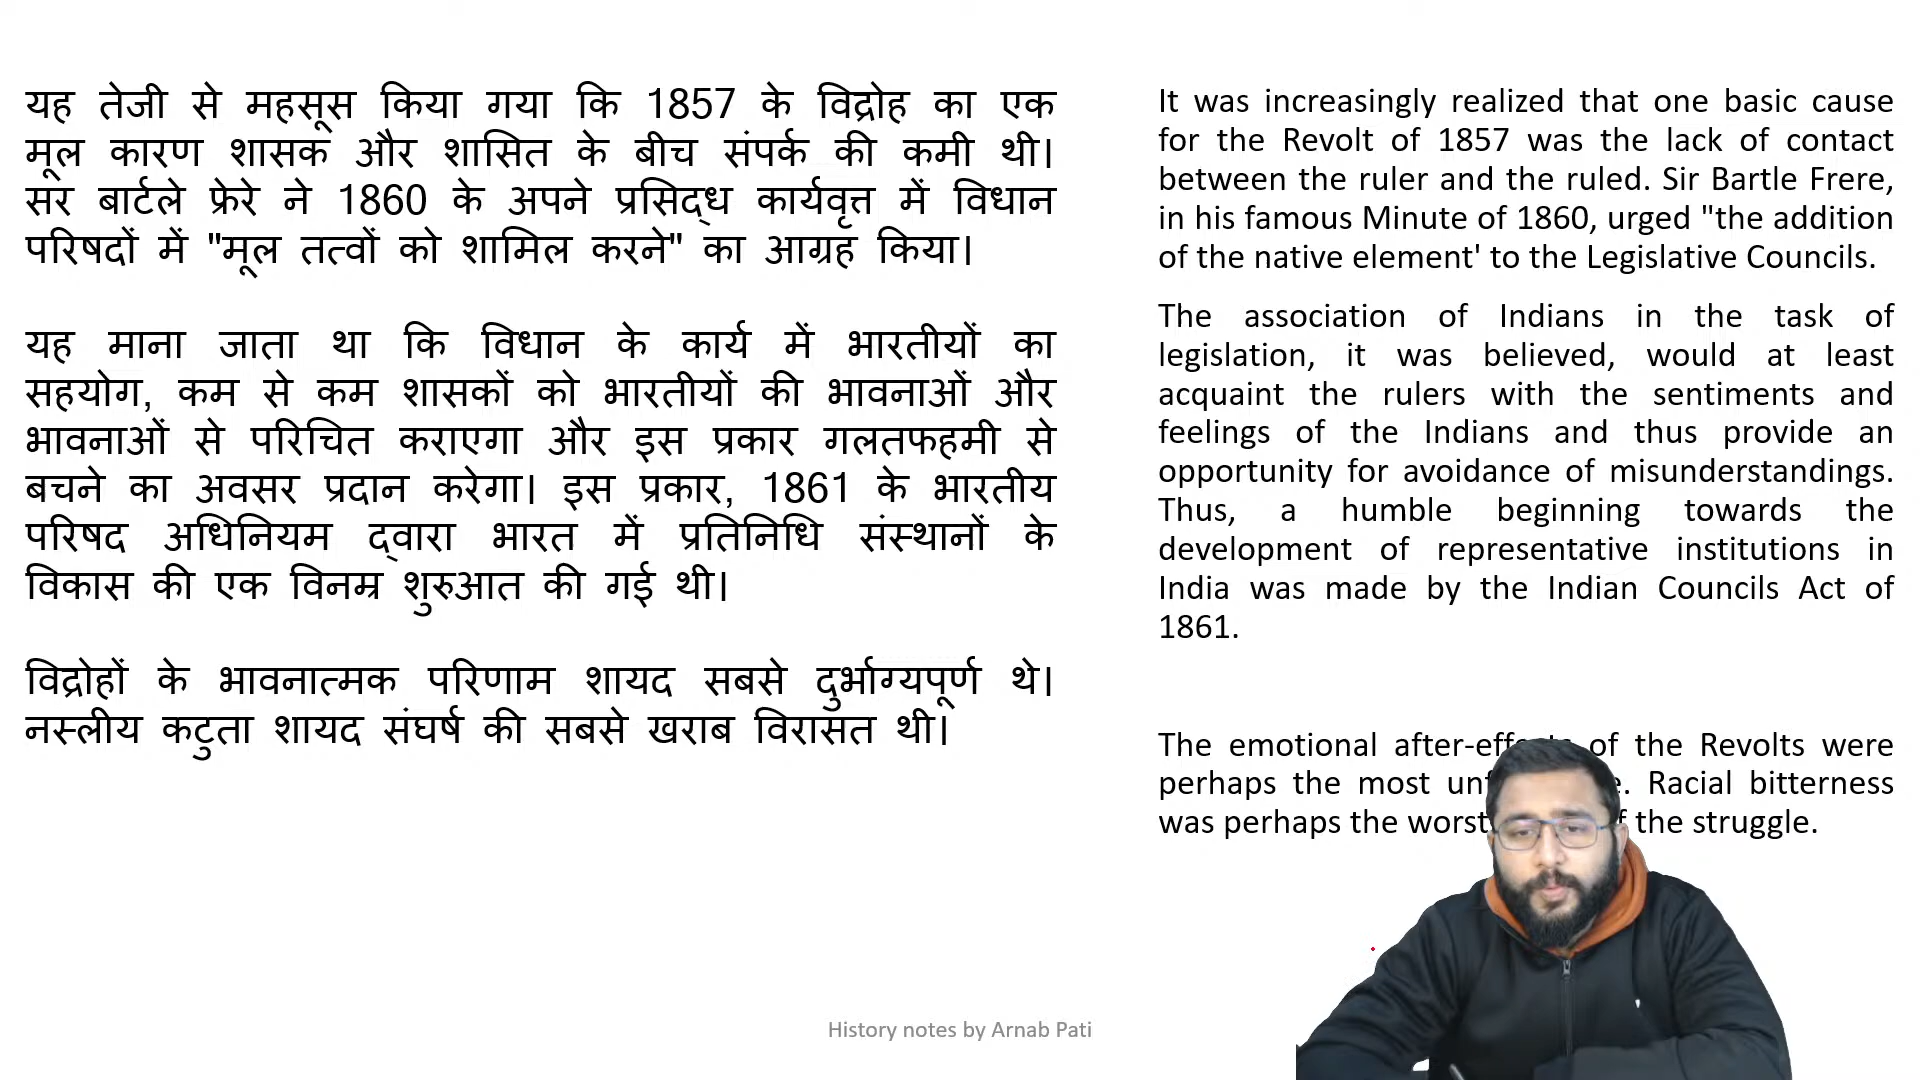 यह तेजी से महसूस किया गया कि 1857 के विद्रोह का एक
मूल कारण शासक और शासित के बीच संपर्क की कमी थी।
सर बार्टले फ्रेरे ने 1860 के अपने प्रसिद्ध कार्यवृत्त में विधान
परिषदों में "मूल तत्वों को शामिल करने" का आग्रह किया।
यह माना जाता था कि विधान के कार्य में भारतीयों का
सहयोग, कम से कम शासकों को भारतीयों की भावनाओं और
भावनाओं से परिचित कराएगा और इस प्रकार गलतफहमी से
बचने का अवसर प्रदान करेगा। इस प्रकार, 1861 के भारतीय
परिषद अधिनियम द्वारा भारत में प्रतिनिधि संस्थानों के
विकास की एक विनम्र शुरुआत की गई थी।
विद्रोहों के भावनात्मक परिणाम शायद सबसे दुर्भाग्यपूर्ण थे।
नस्लीय कटुता शायद संघर्ष की सबसे खराब विरासत थी।
It was increasingly realized that one basic cause
for the Revolt of 1857 was the lack of contact
between the ruler and the ruled. Sir Bartle Frere,
in his famous Minute of 1860, urged "the addition
of the native element' to the Legislative Councils.
The association of Indians in the task of
legislation, it was believed, would at least
acquaint the rulers with the sentiments and
feelings of the Indians and thus provide an
opportunity for avoidance of misunderstandings.
Thus, a humble beginning towards the
development of representative institutions in
India was made by the Indian Councils Act of
1861.
The emotional of the Revolts were
perhaps the most Racial bitterness
was perhaps the worst the struggle.
History notes by Arnab Pati